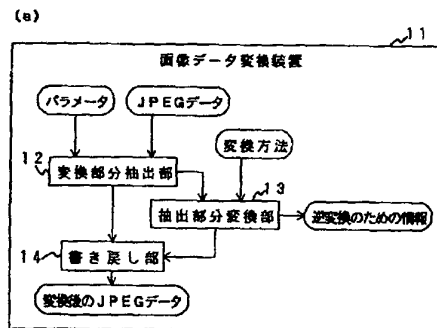 (a)
11
画像データ変換装置
パラメータ
JPEGデータ
変換方法
12
変換部分抽出部
13
抽出部分変換部
逆変換のための情報
14
書き戻し部
変換後のJPEGデータ